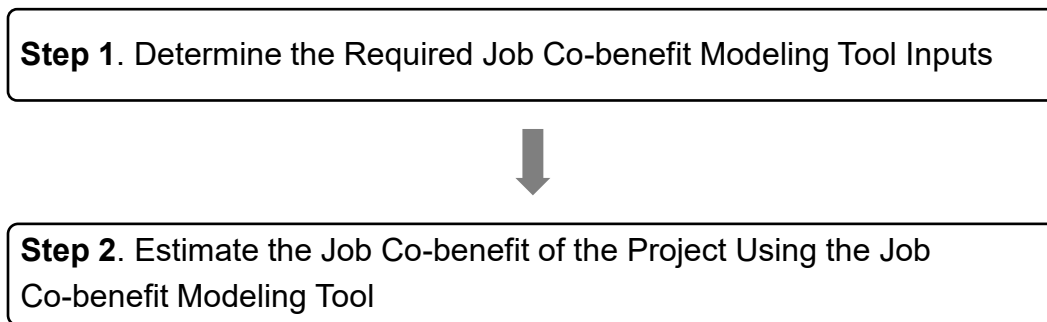 Step 1. Determine the Required Job Co-benefit Modeling Tool Inputs
Step 2. Estimate the Job Co-benefit of the Project Using the Job
Co-benefit Modeling Tool